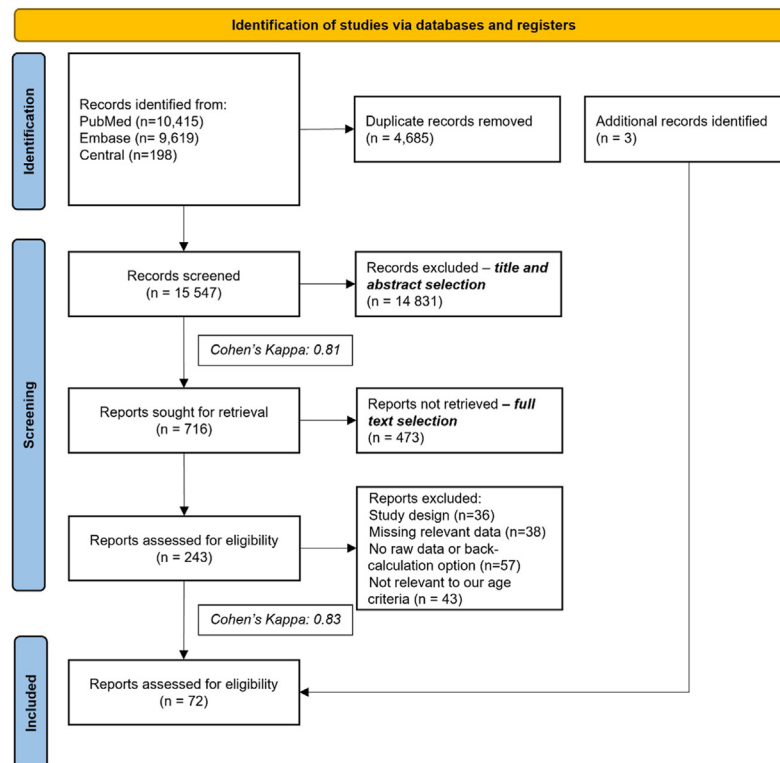 Identification of studies via databases and registers
Identification
Records identified from:
PubMed (n=10,415)
Embase (n= 9,619)
Central (n=198)
Duplicate records removed
(n = 4,685)
Additional records identified
(n = 3)
Screening
Records screened
(n = 15 547)
Records excluded – title and
abstract selection
(n = 14 831)
Cohen's Kappa: 0.81
Reports sought for retrieval
(n = 716)
Reports not retrieved – full
text selection
(n = 473)
Reports assessed for eligibility
(n = 243)
Reports excluded:
Study design (n=36)
Missing relevant data (n=38)
No raw data or back-
calculation option (n=57)
Not relevant to our age
criteria (n = 43)
Cohen's Kappa: 0.83
Included
Reports assessed for eligibility
(n = 72)